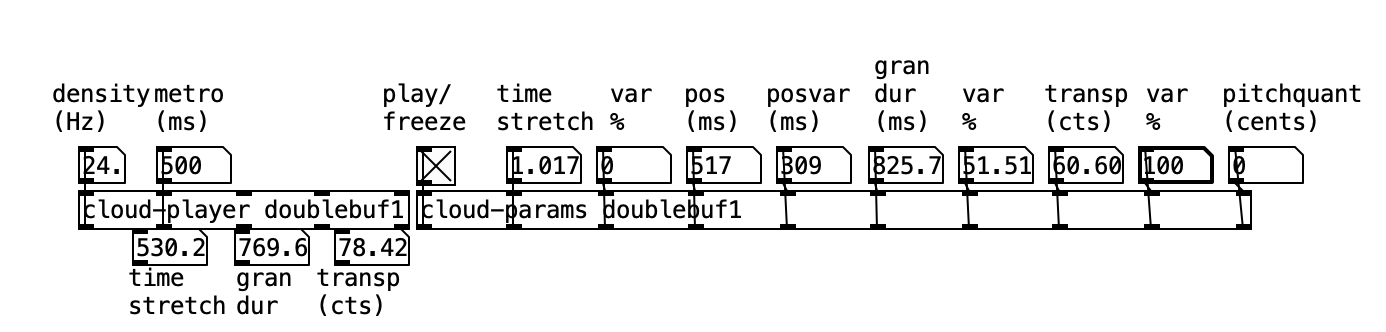 gran
density metro play/ time var pos posvar dur var transp var pitchquant
(Hz) (ms) freeze stretch % (ms) (ms) (ms) % (cts) % (cents)
24. 500 1.017 0 517 309 825.7 51.51 60.60 100 0
cloud-player doublebuf1 cloud-params doublebuf1
530.2 769.6 78.42
time gran transp
stretch dur (cts)